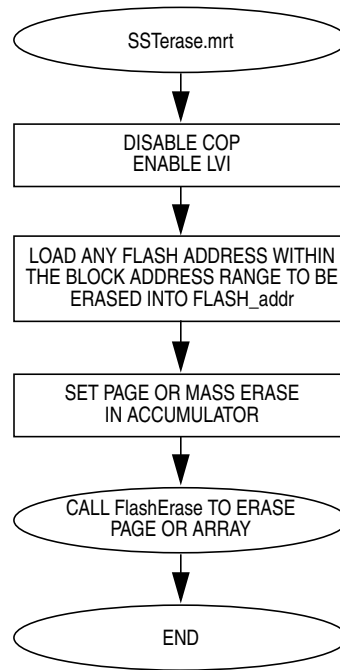 SSTerase.mrt
DISABLE COP
ENABLE LVI
LOAD ANY FLASH ADDRESS WITHIN
THE BLOCK ADDRESS RANGE TO BE
ERASED INTO FLASH_addr
SET PAGE OR MASS ERASE
IN ACCUMULATOR
CALL FlashErase TO ERASE
PAGE OR ARRAY
END